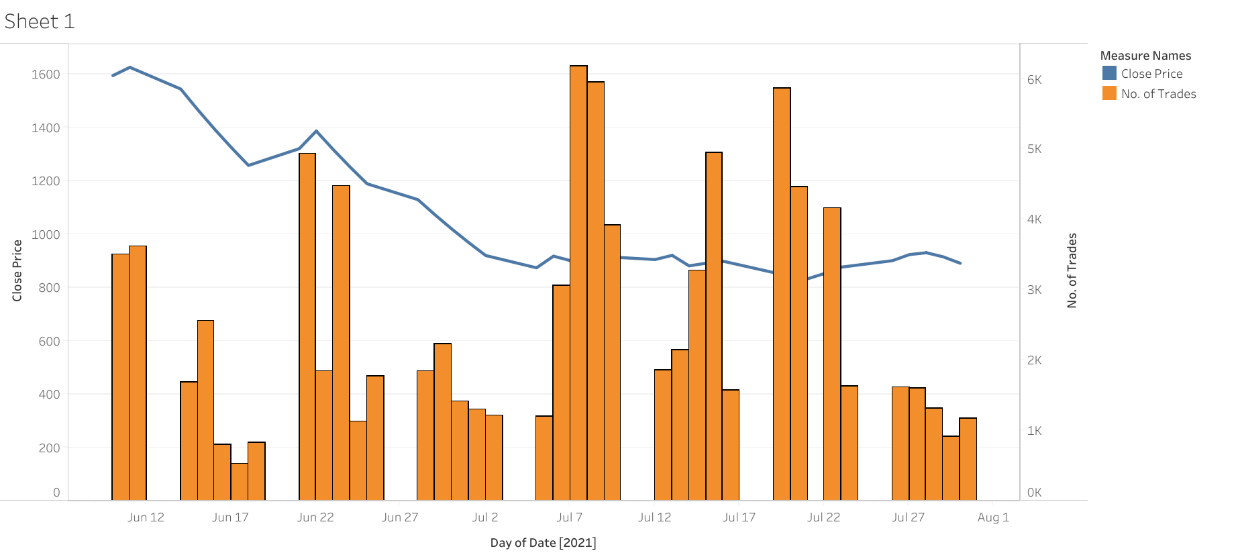 Sheet 1
Measure Names
Close Price
No. of Trades
1600
1400
1200
1000
800
600
400
200
0
Close Price
6K
5K
4K
3K
2K
1K
0K
No. of Trades
Jun 12 Jun 17 Jun 22 Jun 27 Jul 2 Jul 7 Jul 12 Jul 17 Jul 22 Jul 27 Aug 1
Day of Date [2021]